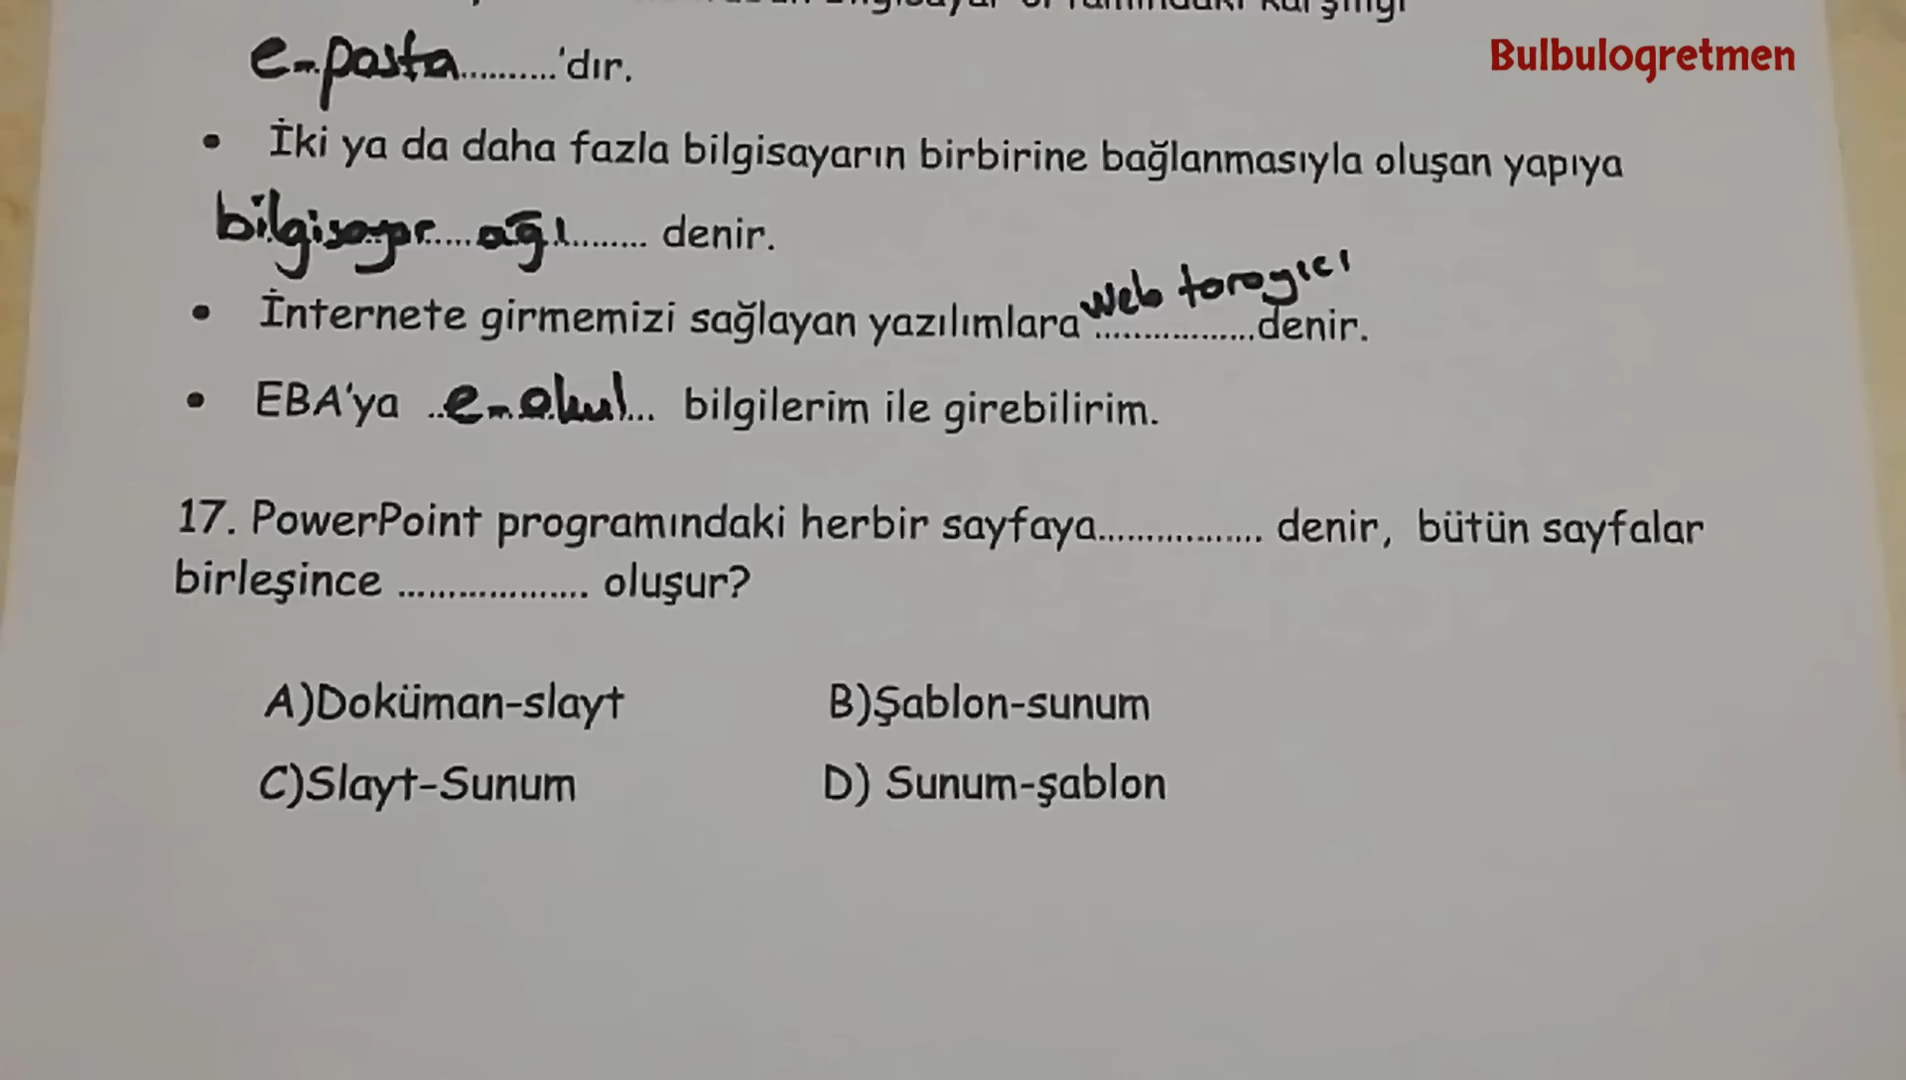 karşılığı
Bulbulogretmen
e-posta..........'dır.
• İki ya da daha fazla bilgisayarın birbirine bağlanmasıyla oluşan yapıya
bilgisayar..... ağı......... denir.
• İnternete girmemizi sağlayan yazılımlara web tarayıcı .................denir.
• EBA'ya ..e-okul... bilgilerim ile girebilirim.
17. PowerPoint programındaki herbir sayfaya................. denir, bütün sayfalar
birleşince ................... oluşur?
A)Doküman-slayt
B)Şablon-sunum
C)Slayt-Sunum
D) Sunum-şablon